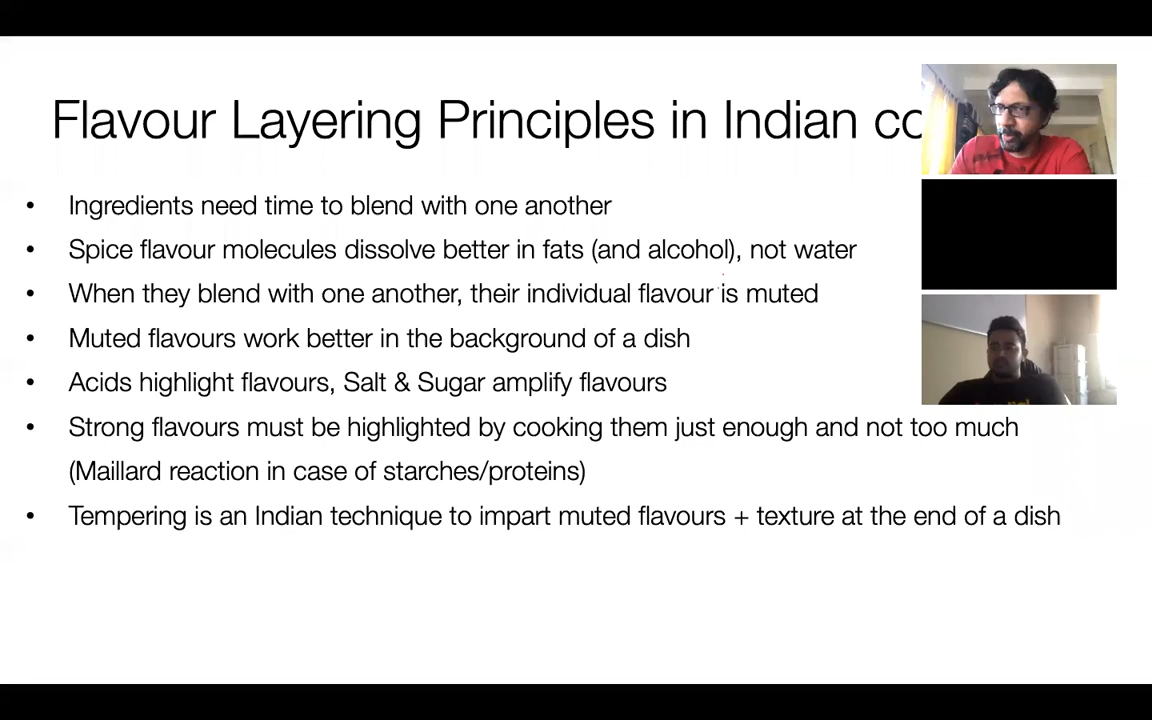 Flavour Layering Principles in Indian
• Ingredients need time to blend with one another
• Spice flavour molecules dissolve better in fats (and alcohol), not water
• When they blend with one another, their individual flavour is muted
• Muted flavours work better in the background of a dish
• Acids highlight flavours, Salt & Sugar amplify flavours
• Strong flavours must be highlighted by cooking them just enough and not too much
(Maillard reaction in case of starches/proteins)
• Tempering is an Indian technique to impart muted flavours + texture at the end of a dish